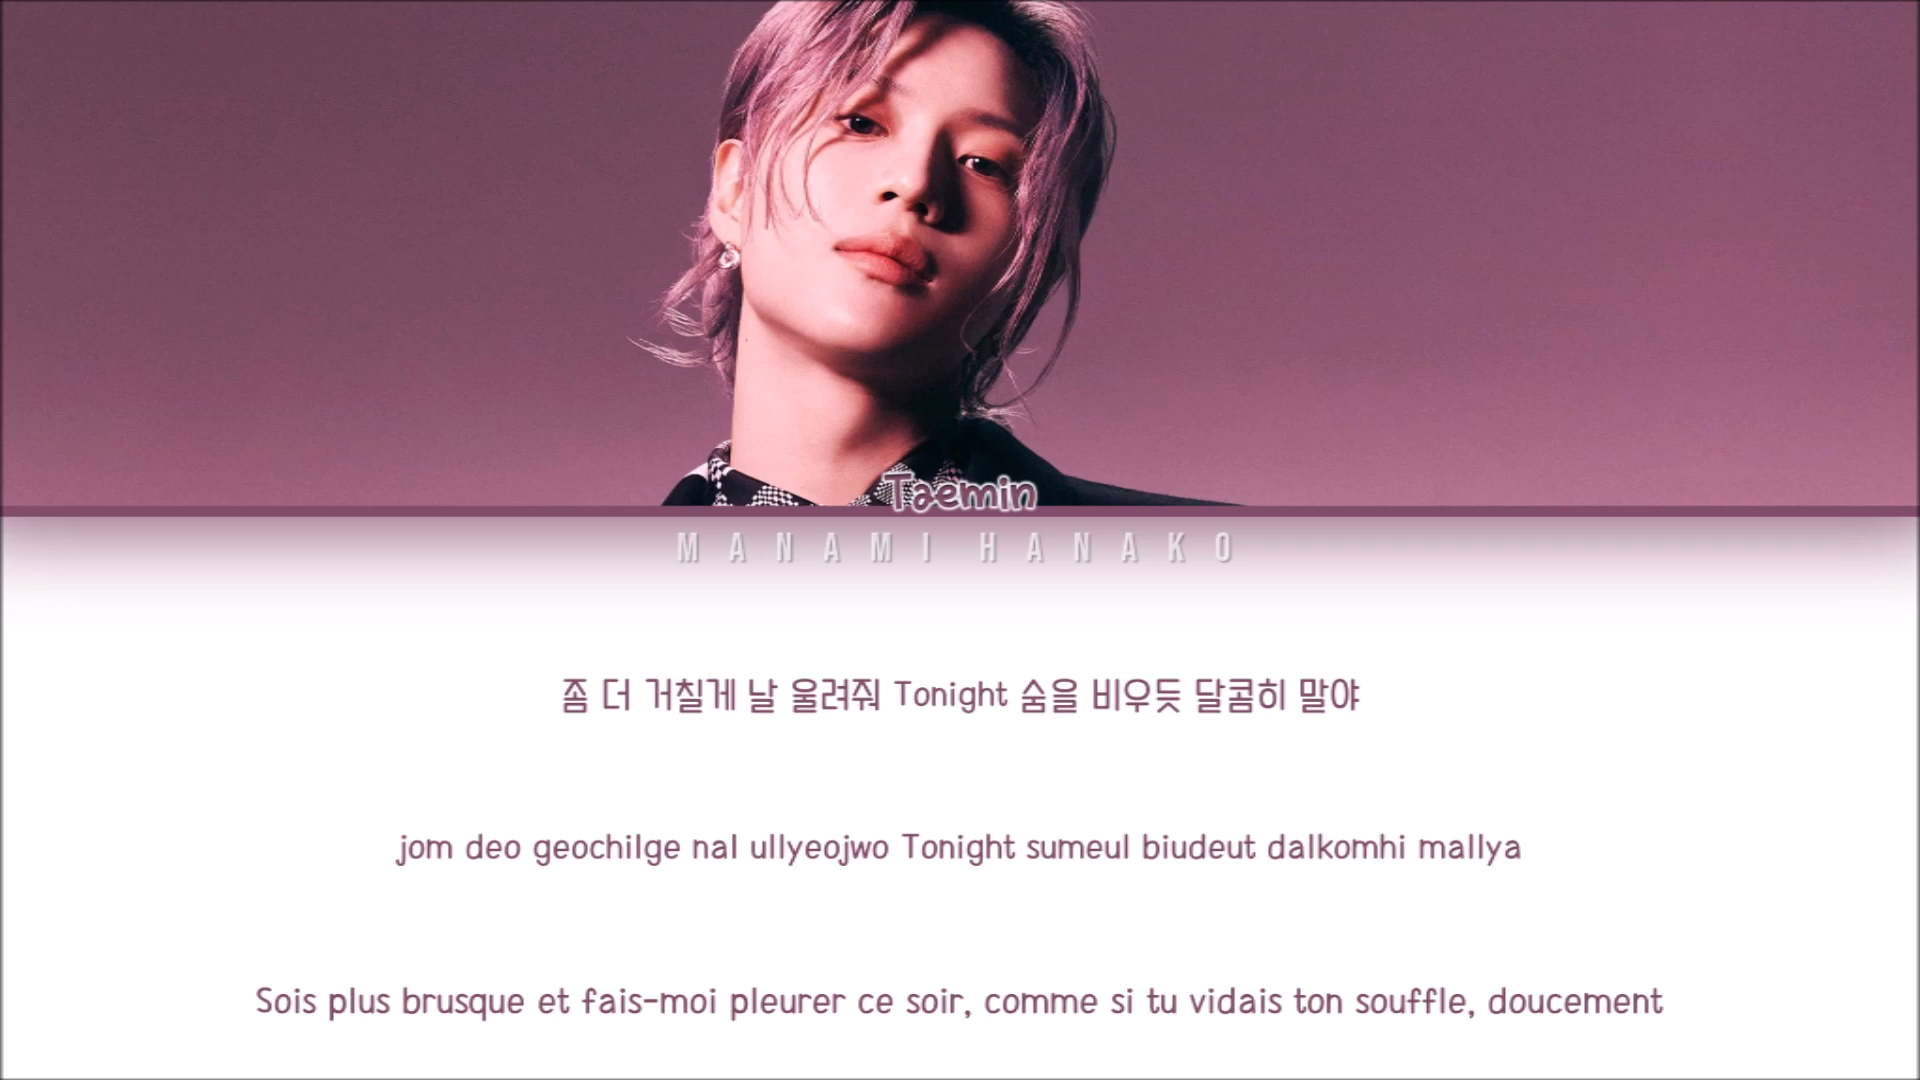 Taemin
MANAMI HANAKO
좀 더 거칠게 날 울려줘 Tonight 숨을 비우듯 달콤히 말야
jom deo geochilge nal ullyeojwo Tonight sumeul biudeut dalkomhi mallya
Sois plus brusque et fais-moi pleurer ce soir, comme si tu vidais ton souffle, doucement